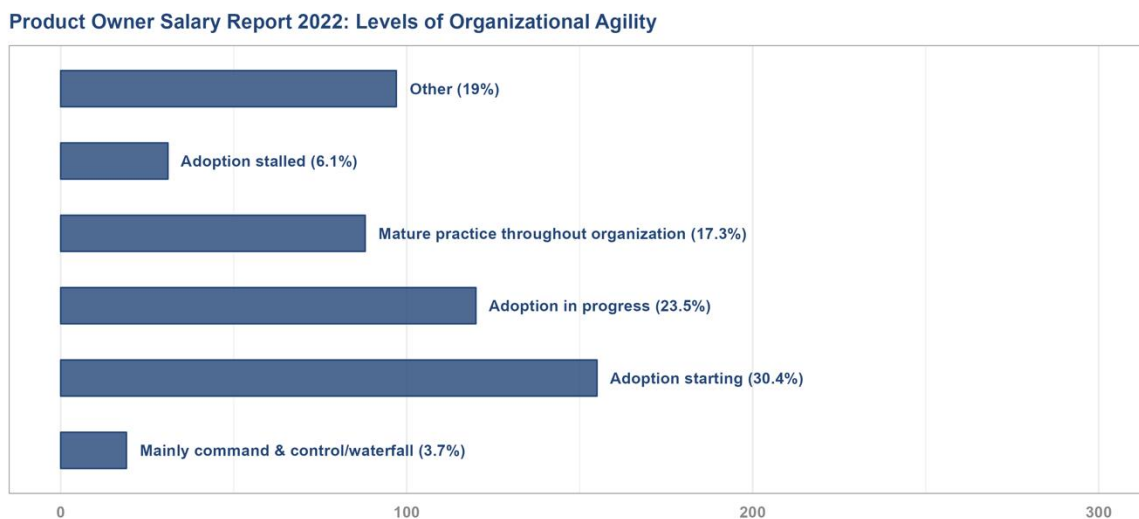 Product Owner Salary Report 2022: Levels of Organizational Agility
Other (19%)
Adoption stalled (6.1%)
Mature practice throughout organization (17.3%)
Adoption in progress (23.5%)
Adoption starting (30.4%)
Mainly command & control/waterfall (3.7%)
0 100 200 300